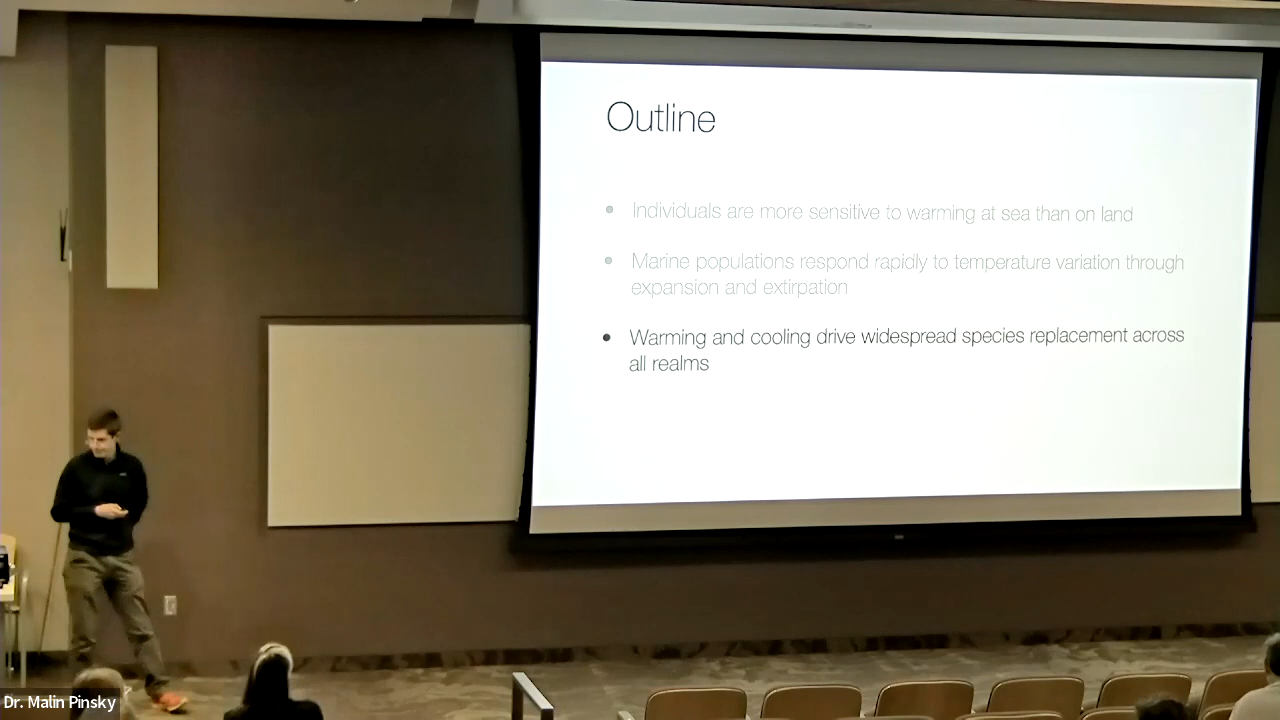 Outline
• Individuals are more sensitive to warming at sea than on land
• Marine populations respond rapidly to temperature variation through
expansion and extirpation
• Warming and cooling drive widespread species replacement across
all realms
Dr. Malin Pinsky